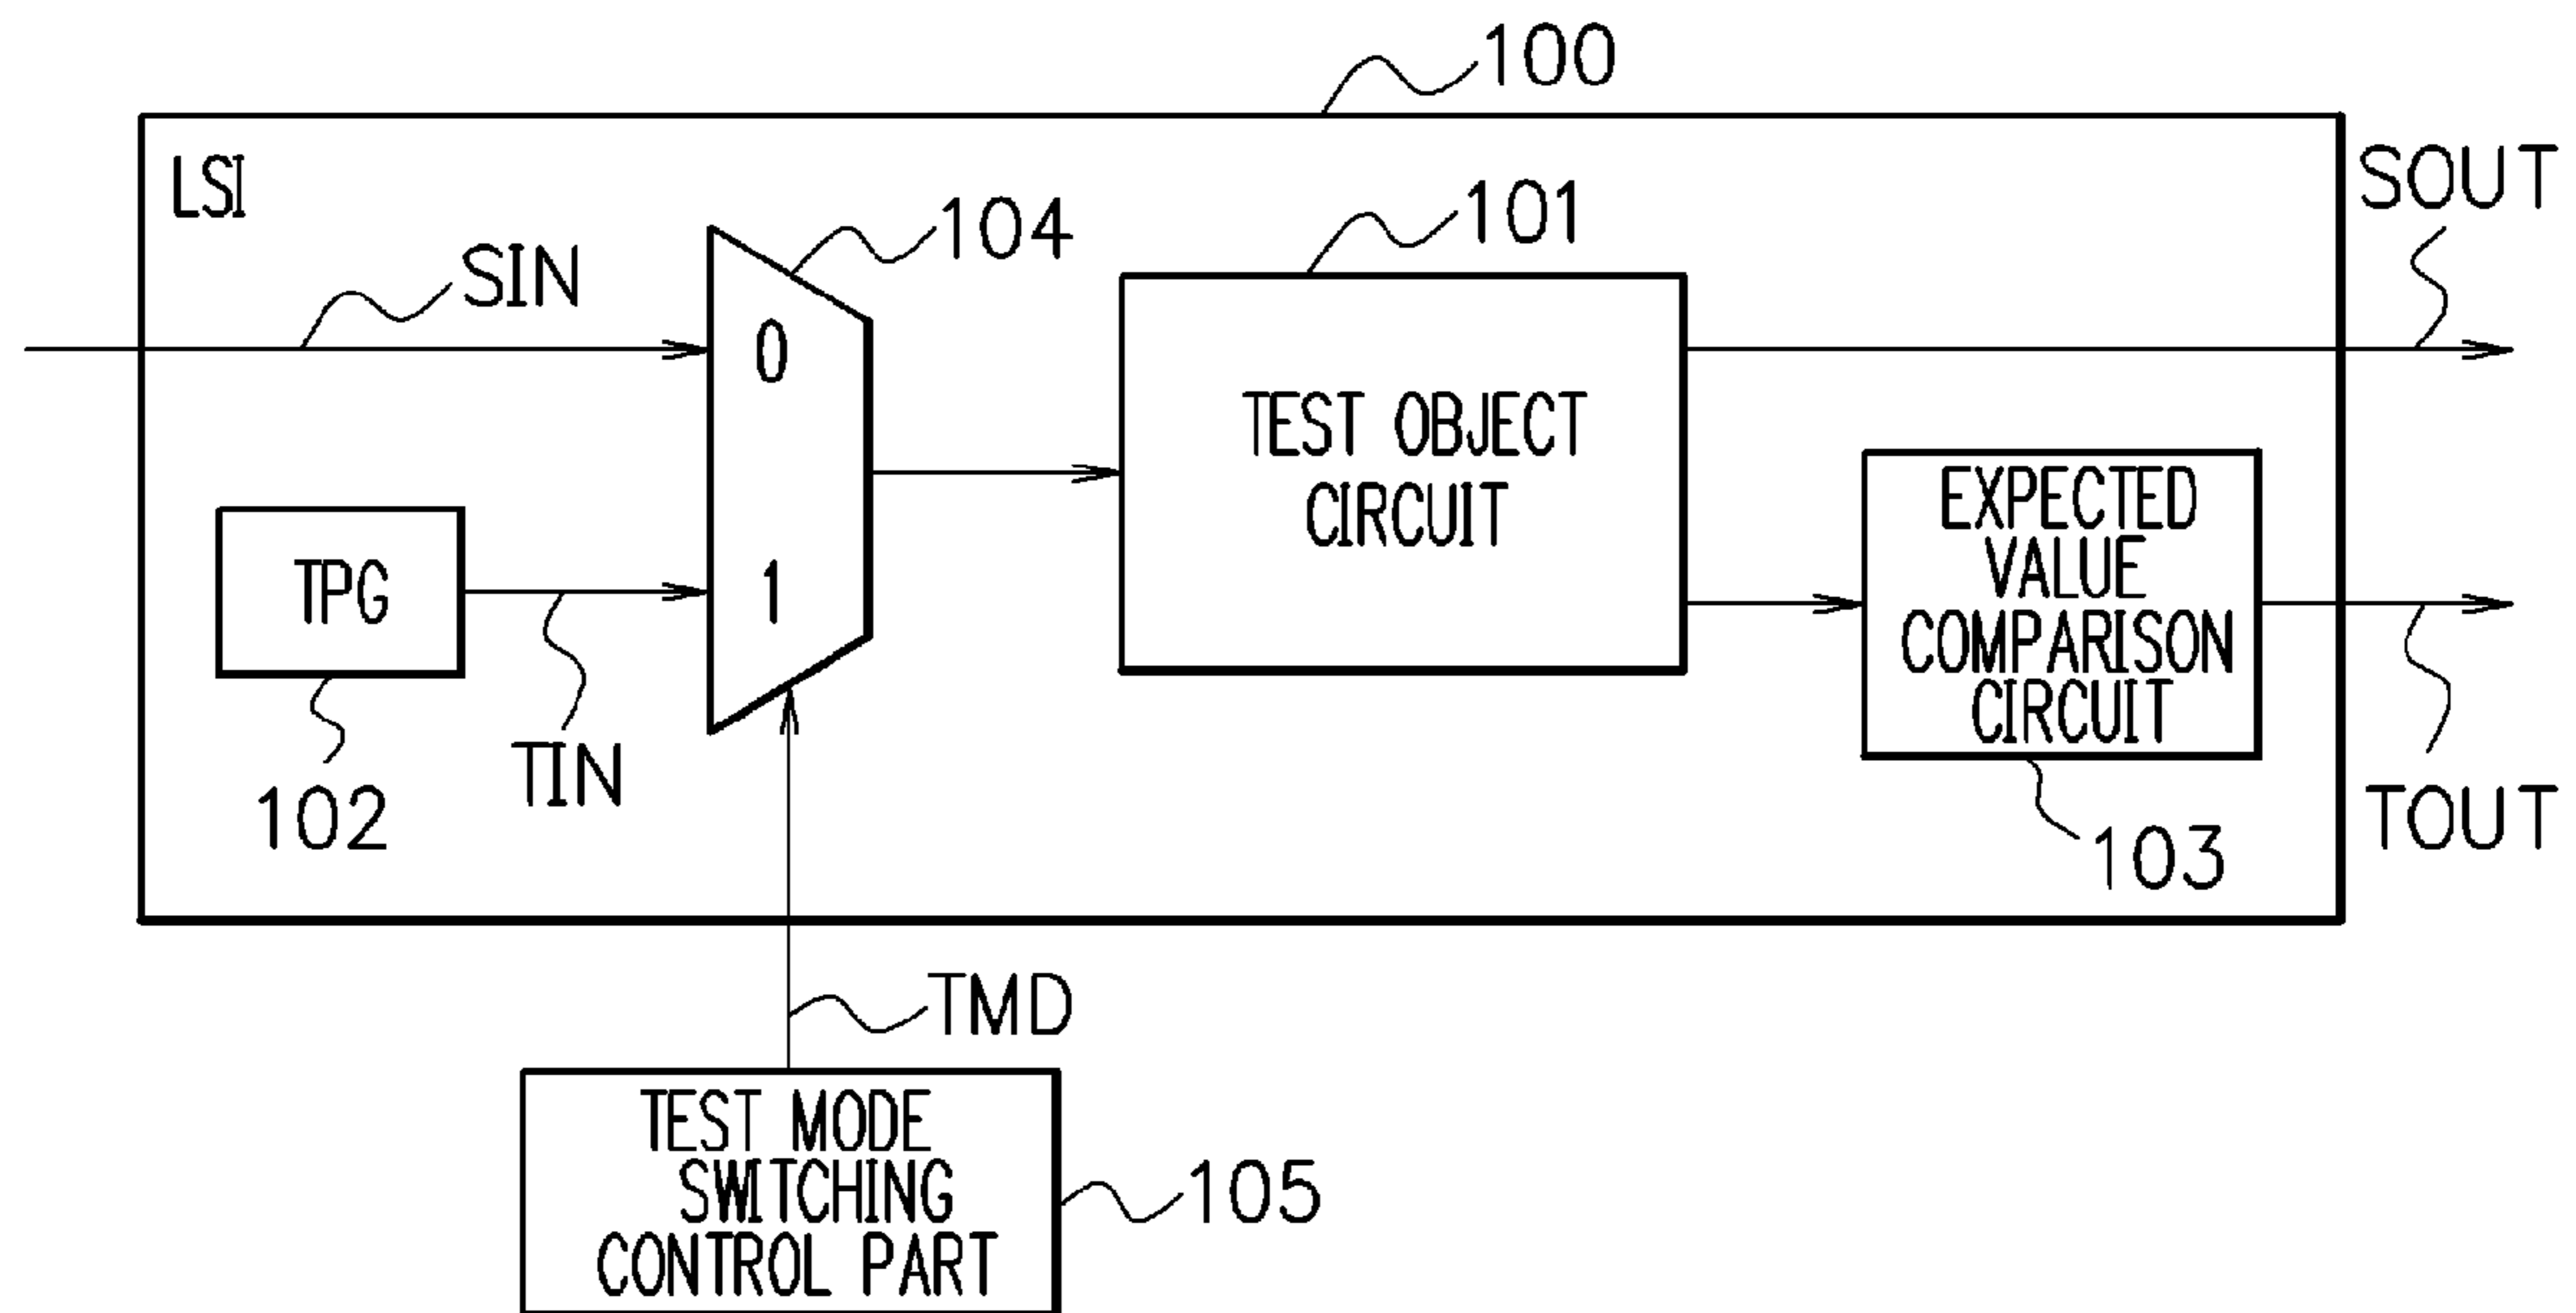 100
LSI
SOUT
104
101
SIN
0
TEST OBJECT
CIRCUIT
EXPECTED
VALUE
COMPARISON
CIRCUIT
TPG
1
TIN
102
103
TOUT
TMD
TEST MODE
SWITCHING
CONTROL PART
105